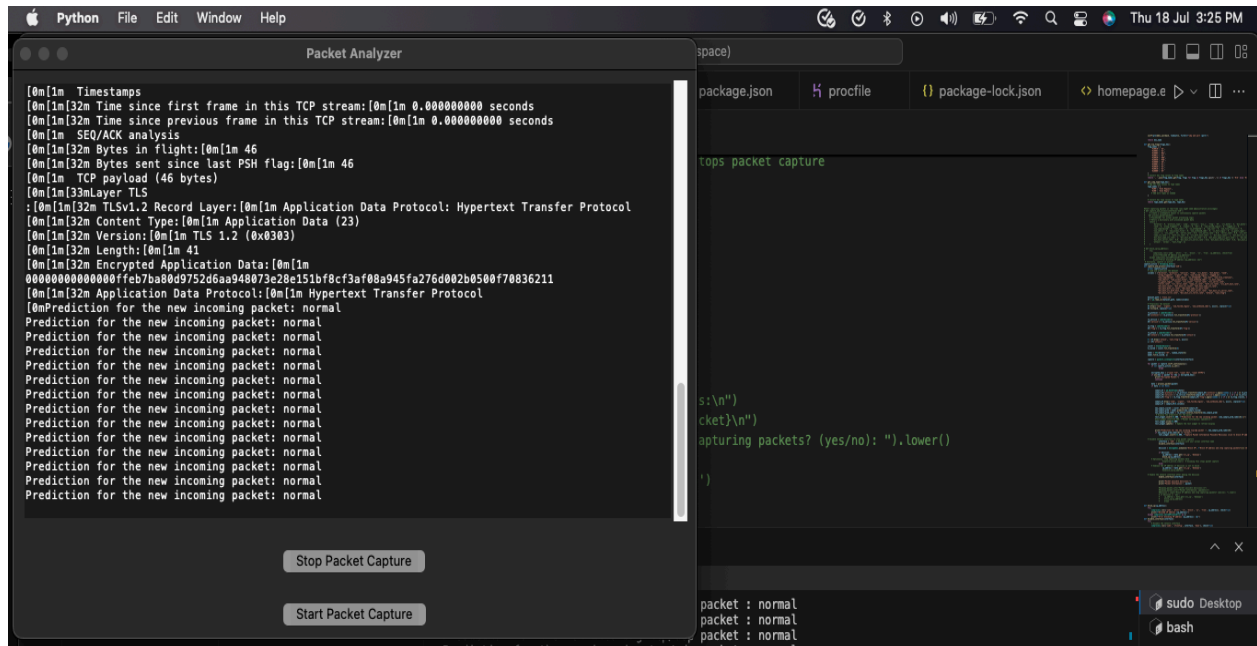 Python File Edit Window Help Thu 18 Jul 3:25 PM
Packet Analyzer
[0m[1m Timestamps
[0m[1m[32m Time since first frame in this TCP stream:[0m[1m 0.000000000 seconds
[0m[1m[32m Time since previous frame in this TCP stream:[0m[1m 0.000000000 seconds
[0m[1m SEQ/ACK analysis
[0m[1m[32m Bytes in flight:[0m[1m 46
[0m[1m[32m Bytes sent since last PSH flag:[0m[1m 46
[0m[1m TCP payload (46 bytes)
[0m[1m[33mLayer TLS
:[0m[1m[32m TLSv1.2 Record Layer:[0m[1m Application Data Protocol: Hypertext Transfer Protocol
[0m[1m[32m Content Type:[0m[1m Application Data (23)
[0m[1m[32m Version:[0m[1m TLS 1.2 (0x0303)
[0m[1m[32m Length:[0m[1m 41
[0m[1m[32m Encrypted Application Data:[0m[1m
00000000000000ffeb7ba80d9752d6aa948073e28e151bf8cf3af08a945fa276d002b0500f70836211
[0m[1m[32m Application Data Protocol:[0m[1m Hypertext Transfer Protocol
[0mPrediction for the new incoming packet: normal
Prediction for the new incoming packet: normal
Prediction for the new incoming packet: normal
Prediction for the new incoming packet: normal
Prediction for the new incoming packet: normal
Prediction for the new incoming packet: normal
Prediction for the new incoming packet: normal
Prediction for the new incoming packet: normal
Prediction for the new incoming packet: normal
Prediction for the new incoming packet: normal
Prediction for the new incoming packet: normal
Prediction for the new incoming packet: normal
Prediction for the new incoming packet: normal
Prediction for the new incoming packet: normal
Stop Packet Capture
Start Packet Capture
space)
package.json procfile {} package-lock.json <> homepage.e
tops packet capture
s:\n")
cket}\n")
apturing packets? (yes/no): ").lower()
')
packet : normal
packet : normal
packet : normal
sudo Desktop
bash